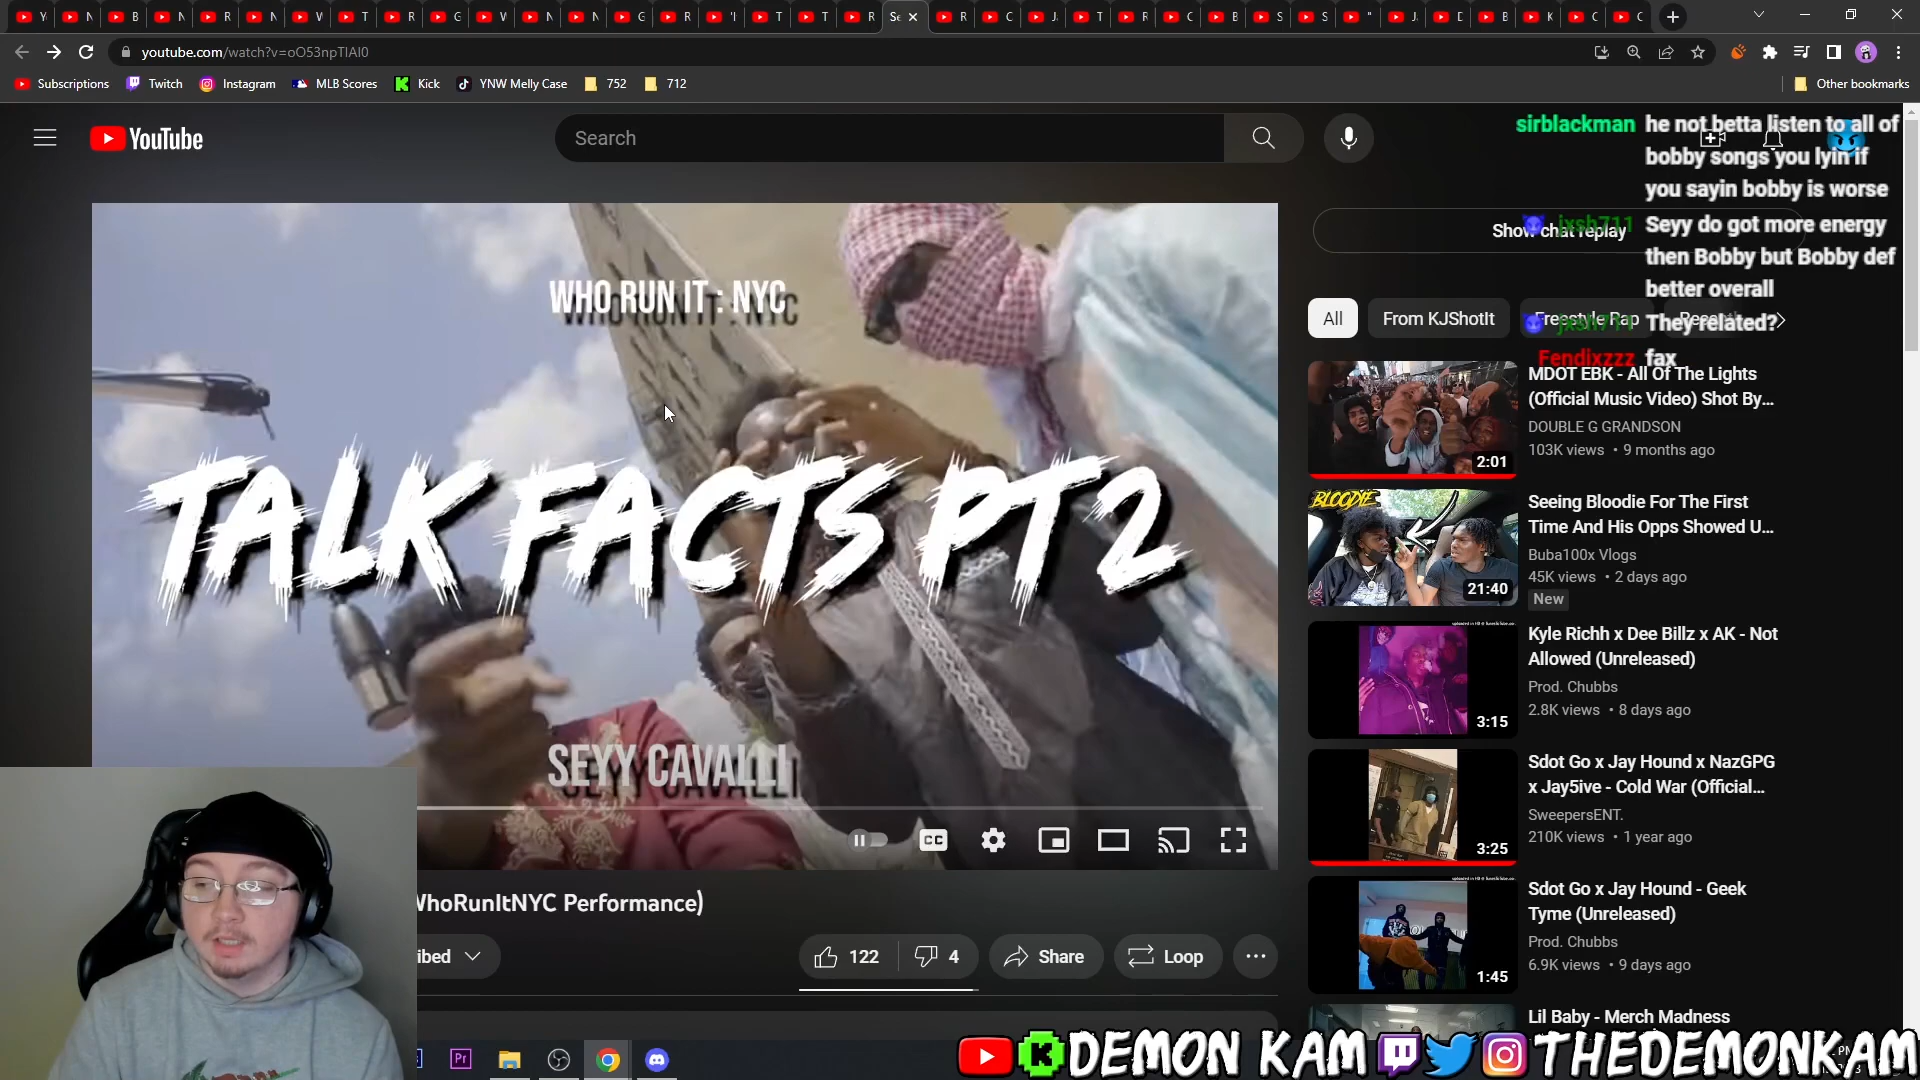 youtube.com/watch?v=oO53npTIAI0
Subscriptions
Twitch
Instagram
MLB Scores
Kick
YNW Melly Case
752
712
Other bookmarks
YouTube
Search
sirblackman he not betta listen to all of
bobby songs you lyin if
you sayin bobby is worse
jxsh711 Seyy do got more energy
then Bobby but Bobby def
better overall
jxsh711 They related?
Fendixzzz fax
Show chat replay
All
From KJShotIt
Freestyle Rap
WHO RUN IT : NYC
TALK FACTS PT 2
SEYY CAVALLI
CC
WhoRunItNYC Performance)
ibed
122
4
Share
Loop
2:01
MDOT EBK - All Of The Lights
(Official Music Video) Shot By...
DOUBLE G GRANDSON
103K views • 9 months ago
BLOODIE
21:40
Seeing Bloodie For The First
Time And His Opps Showed U...
Buba100x Vlogs
45K views • 2 days ago
New
3:15
Kyle Richh x Dee Billz x AK - Not
Allowed (Unreleased)
Prod. Chubbs
2.8K views • 8 days ago
3:25
Sdot Go x Jay Hound x NazGPG
x Jay5ive - Cold War (Official...
SweepersENT.
210K views • 1 year ago
1:45
Sdot Go x Jay Hound - Geek
Tyme (Unreleased)
Prod. Chubbs
6.9K views • 9 days ago
Lil Baby - Merch Madness
Pr
DEMON KAM
THEDEMONKAM